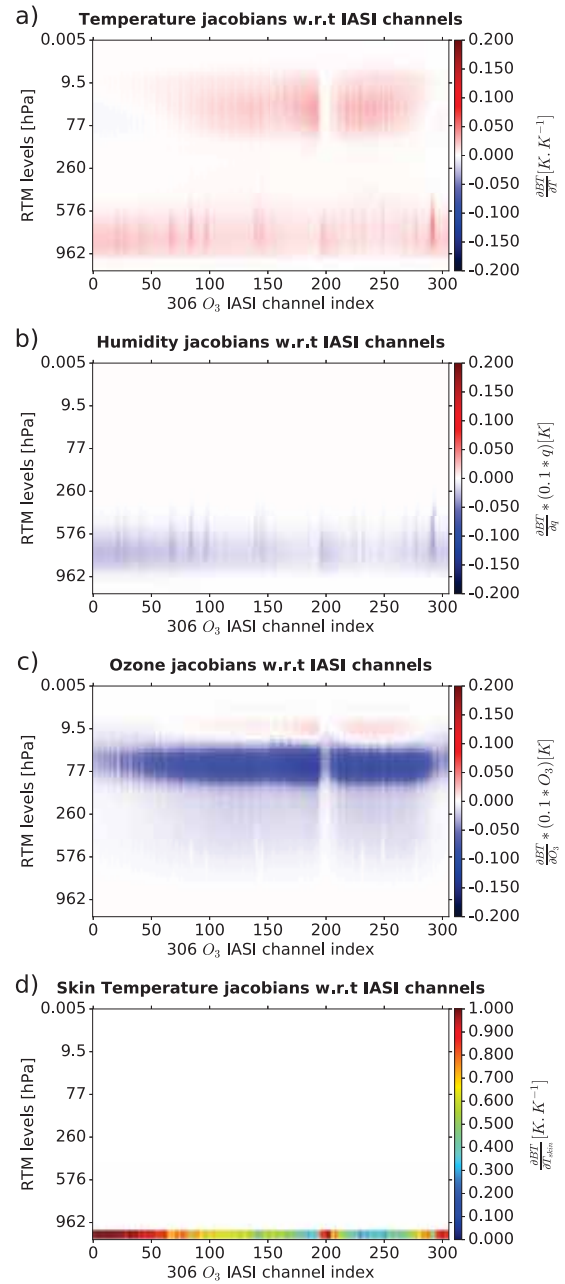 a)
Temperature jacobians w.r.t IASI channels
0.005
9.5
77
260
576
962
RTM levels [hPa]
0 50 100 150 200 250 300
306 O₃ IASI channel index
0.200
0.150
0.100
0.050
0.000
-0.050
-0.100
-0.150
-0.200
∂BT/∂T [K.K⁻¹]
b)
Humidity jacobians w.r.t IASI channels
0.005
9.5
77
260
576
962
RTM levels [hPa]
0 50 100 150 200 250 300
306 O₃ IASI channel index
0.200
0.150
0.100
0.050
0.000
-0.050
-0.100
-0.150
-0.200
∂BT/∂q * (0.1 * q)[K]
c)
Ozone jacobians w.r.t IASI channels
0.005
9.5
77
260
576
962
RTM levels [hPa]
0 50 100 150 200 250 300
306 O₃ IASI channel index
0.200
0.150
0.100
0.050
0.000
-0.050
-0.100
-0.150
-0.200
∂BT/∂O₃ * (0.1 * O₃)[K]
d)
Skin Temperature jacobians w.r.t IASI channels
0.005
9.5
77
260
576
962
RTM levels [hPa]
0 50 100 150 200 250 300
306 O₃ IASI channel index
1.000
0.900
0.800
0.700
0.600
0.500
0.400
0.300
0.200
0.100
0.000
∂BT/∂Tskin [K.K⁻¹]